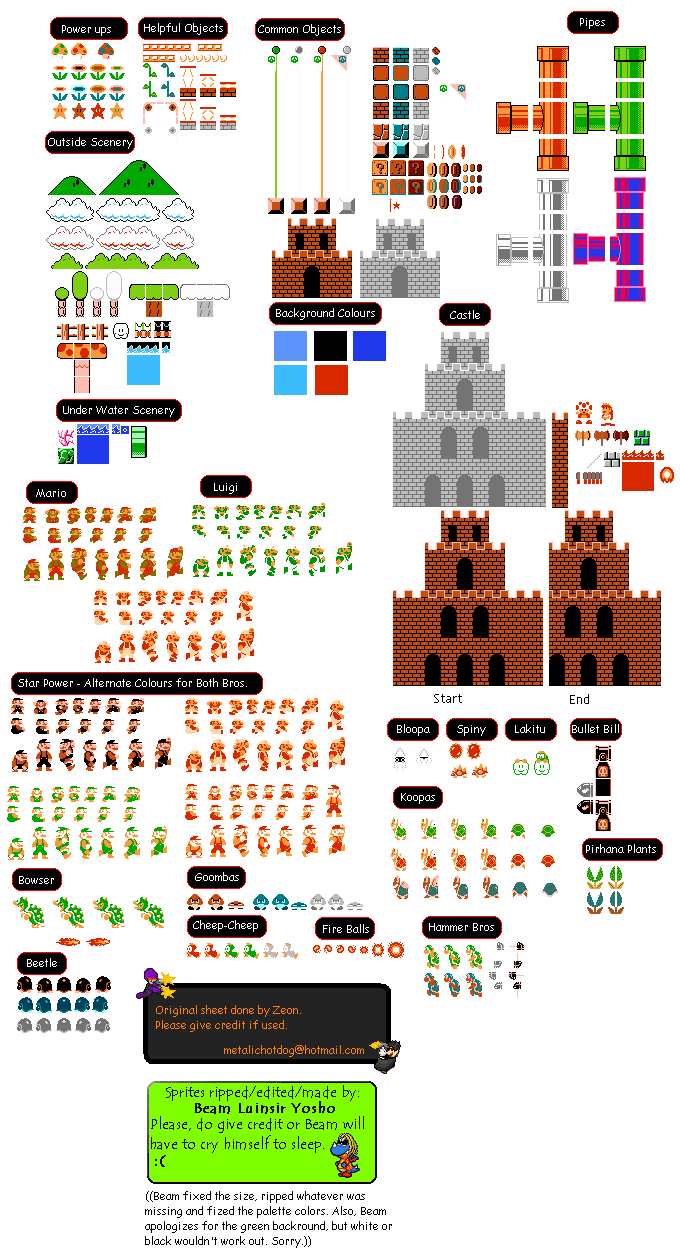 Power ups
Helpful Objects
Common Objects
Pipes
Outside Scenery
Background Colours
Castle
Under Water Scenery
Mario
Luigi
Star Power - Alternate Colours for Both Bros.
Start
End
Bloopa
Spiny
Lakitu
Bullet Bill
Koopas
Pirhana Plants
Bowser
Goombas
Cheep-Cheep
Fire Balls
Hammer Bros
Beetle
Original sheet done by Zeon.
Please give credit if used.
metalichotdog@hotmail.com
Sprites ripped/edited/made by:
Beam Luinsir Yosho
Please, do give credit or Beam will
have to cry himself to sleep.
:(
((Beam fixed the size, ripped whatever was
missing and fized the palette colors. Also, Beam
apologizes for the green backround, but white or
black wouldn't work out. Sorry.))